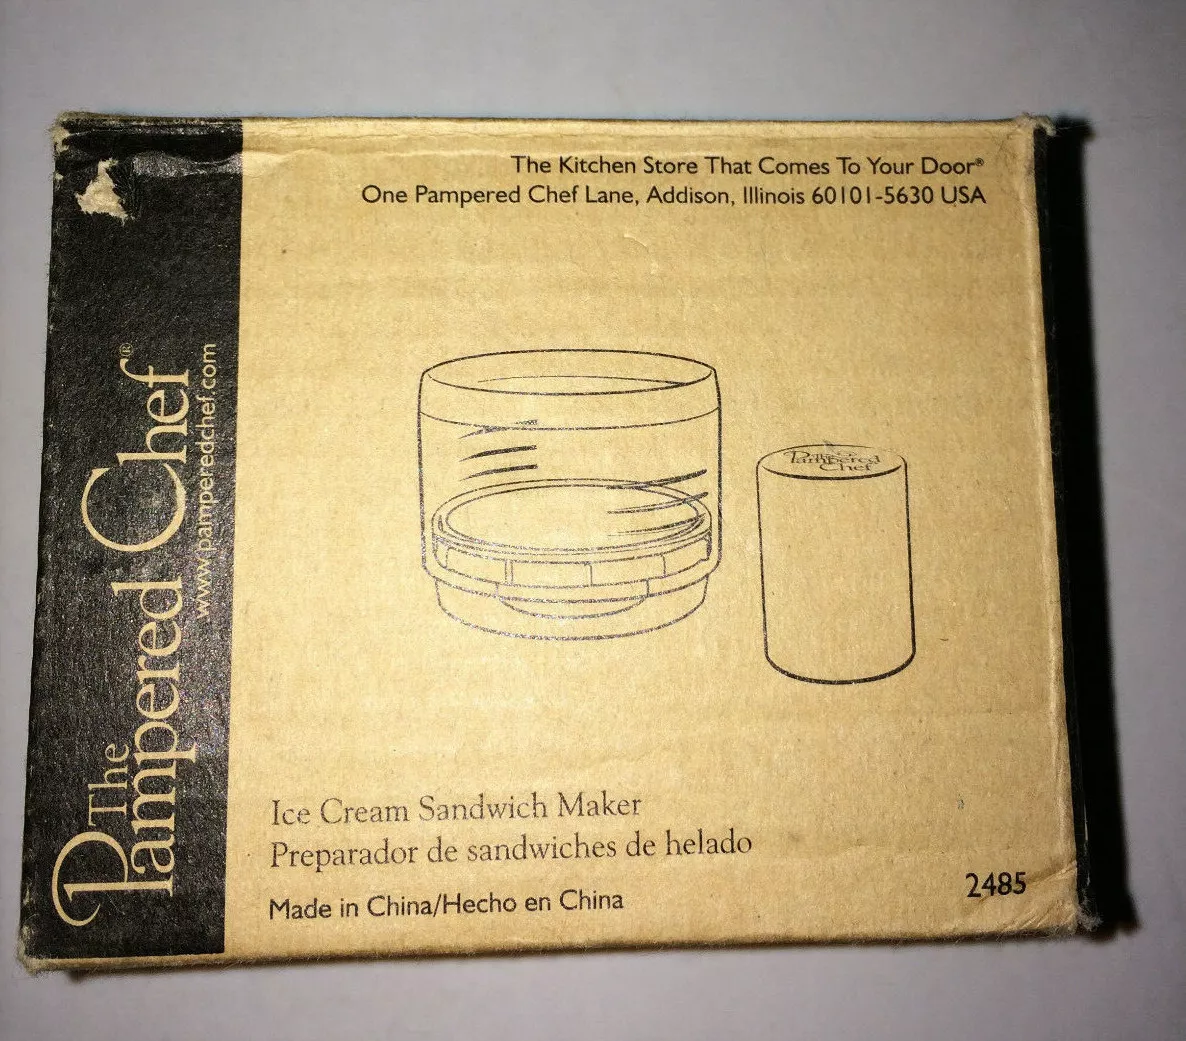 The Kitchen Store That Comes To Your Door®
One Pampered Chef Lane, Addison, Illinois 60101-5630 USA
The
Pampered Chef®
www.pamperedchef.com
The
Pampered
Chef
Ice Cream Sandwich Maker
Preparador de sandwiches de helado
Made in China/Hecho en China
2485